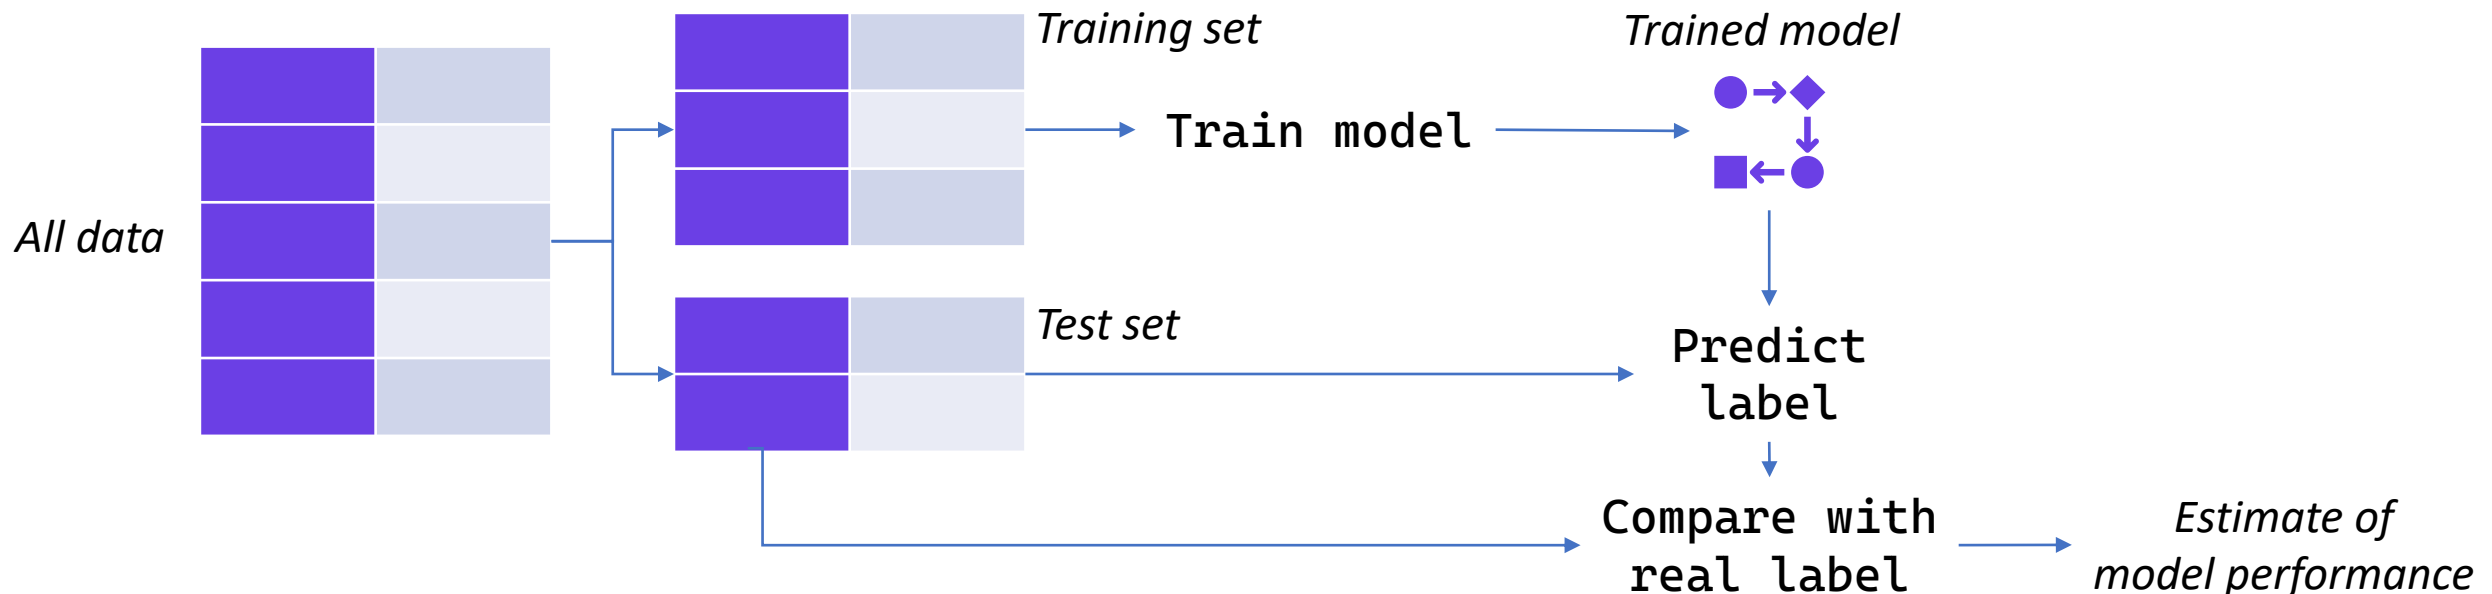 Training set
Trained model
Train model
All data
Test set
Predict
label
Compare with
real label
Estimate of
model performance